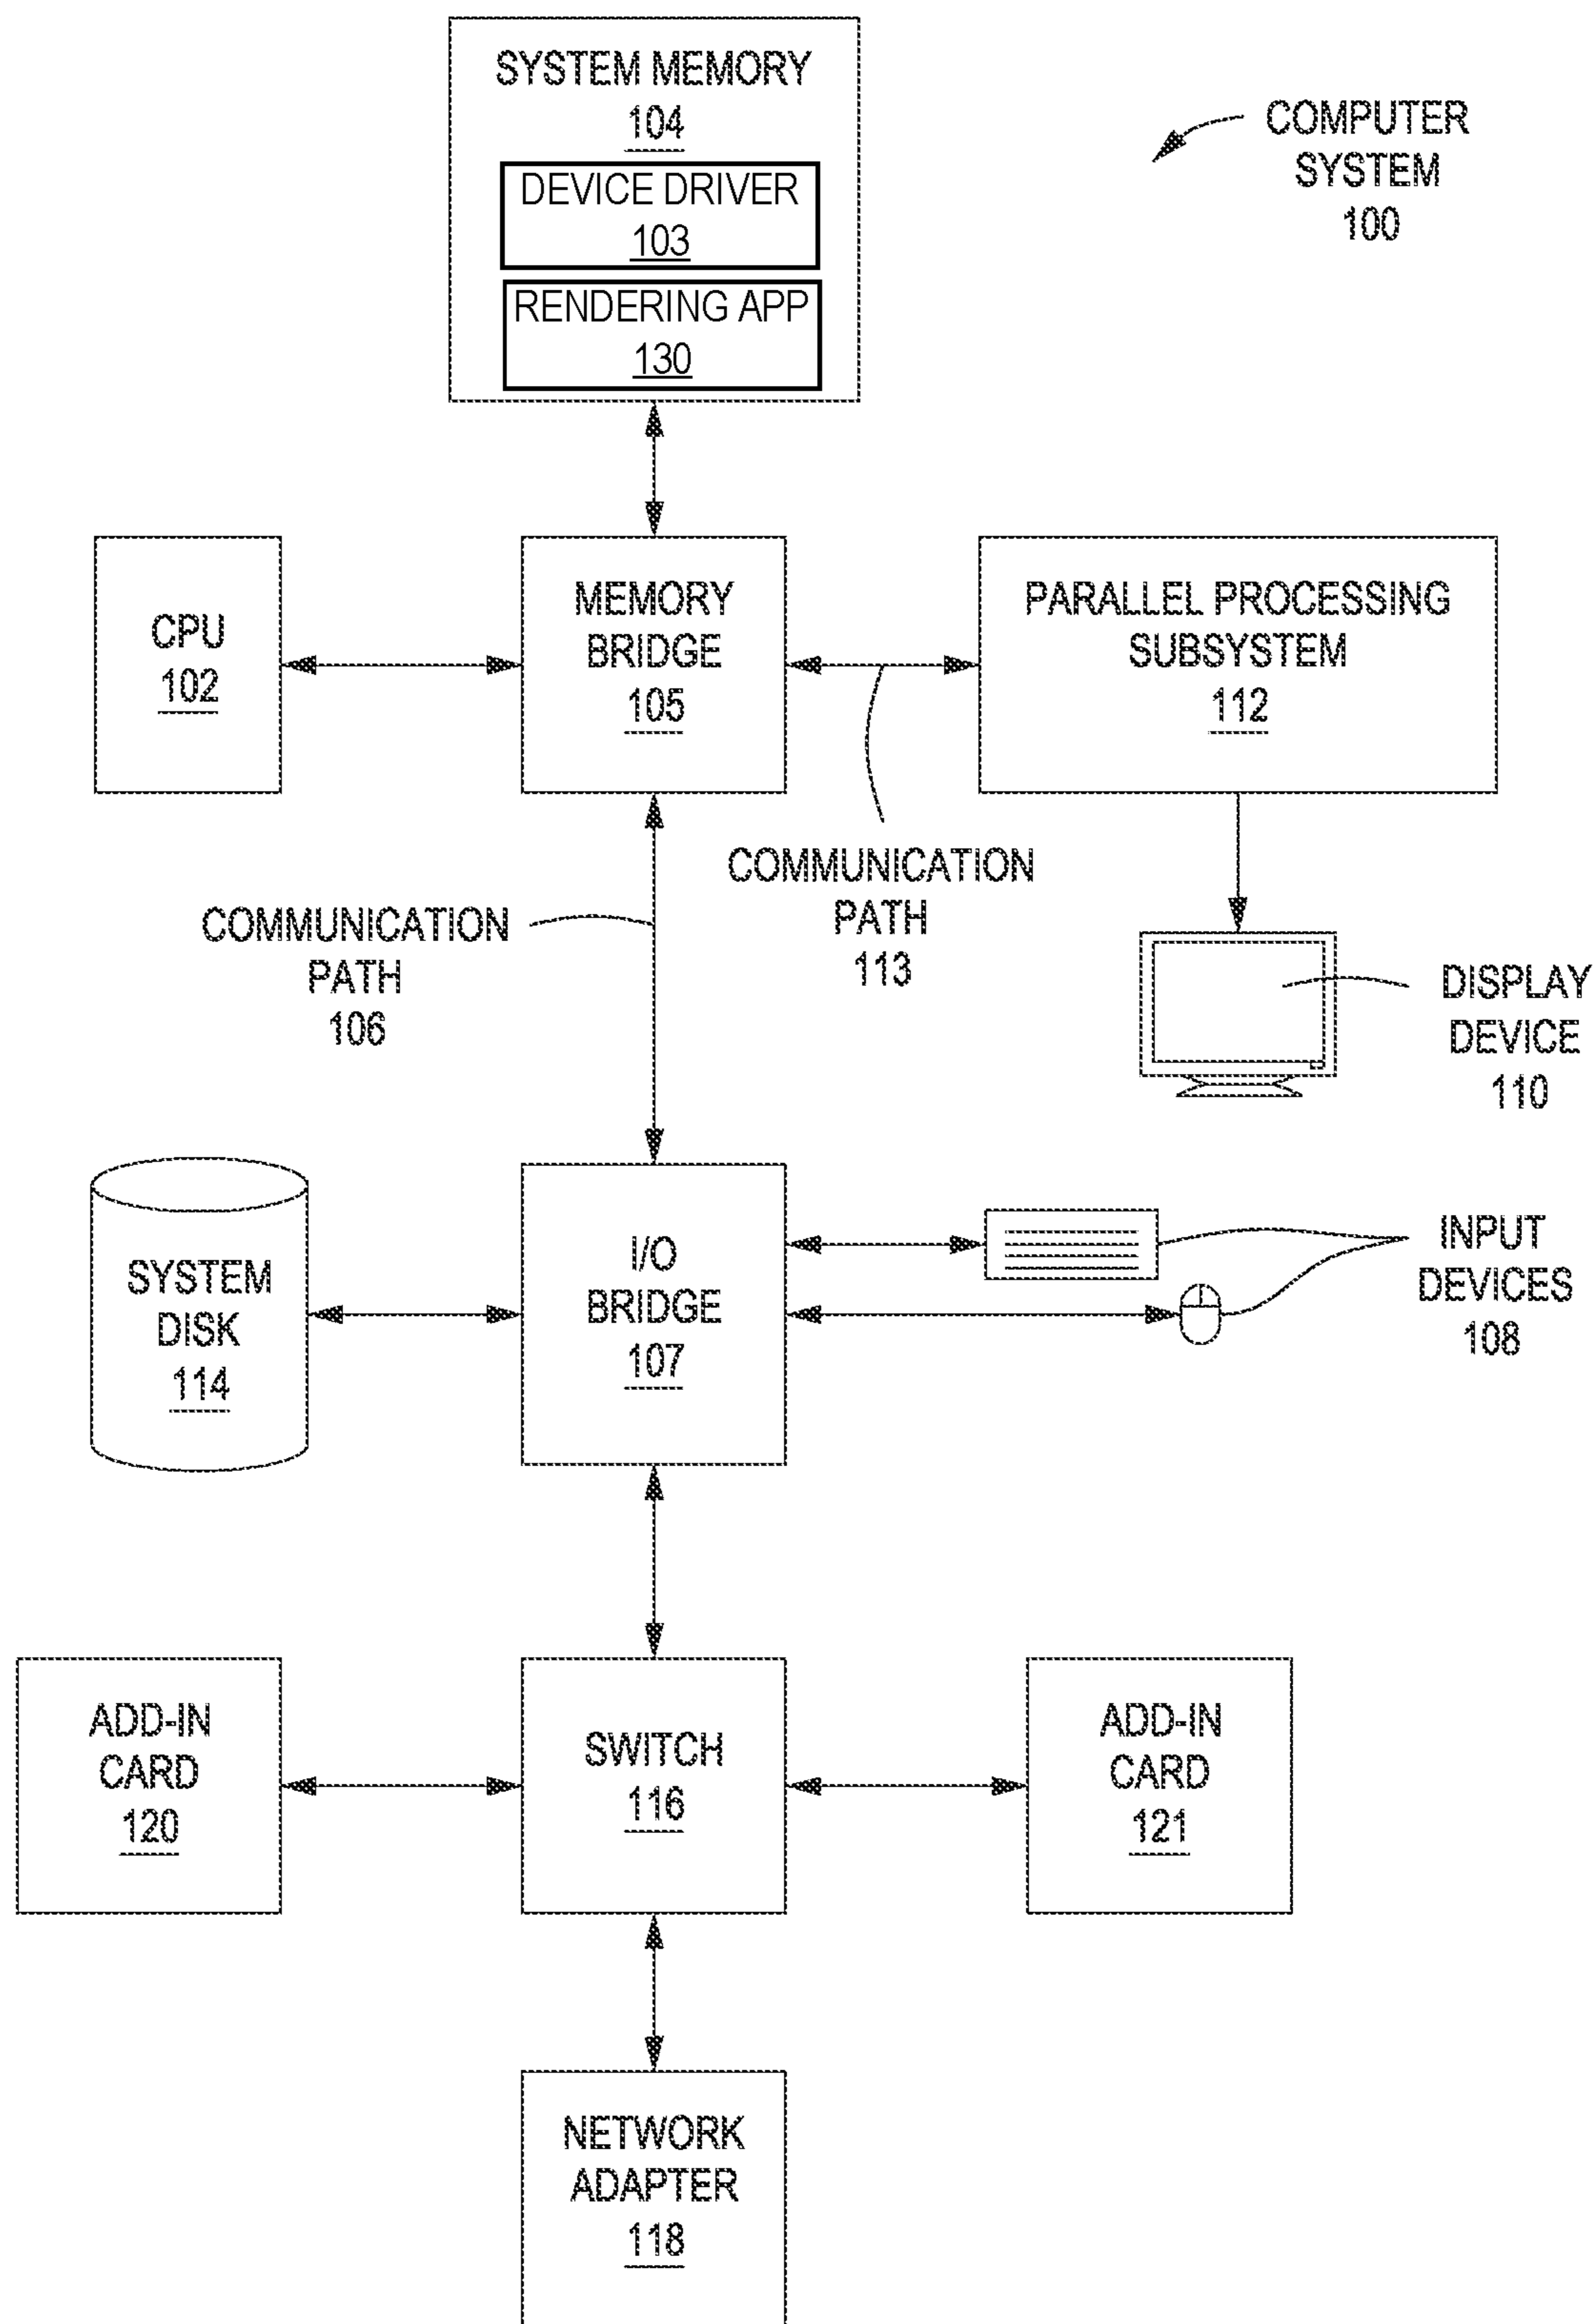 SYSTEM MEMORY
104
DEVICE DRIVER
103
RENDERING APP
130
COMPUTER
SYSTEM
100
CPU
102
MEMORY
BRIDGE
105
PARALLEL PROCESSING
SUBSYSTEM
112
COMMUNICATION
PATH
113
COMMUNICATION
PATH
106
DISPLAY
DEVICE
110
SYSTEM
DISK
114
I/O
BRIDGE
107
INPUT
DEVICES
108
ADD-IN
CARD
120
SWITCH
116
ADD-IN
CARD
121
NETWORK
ADAPTER
118